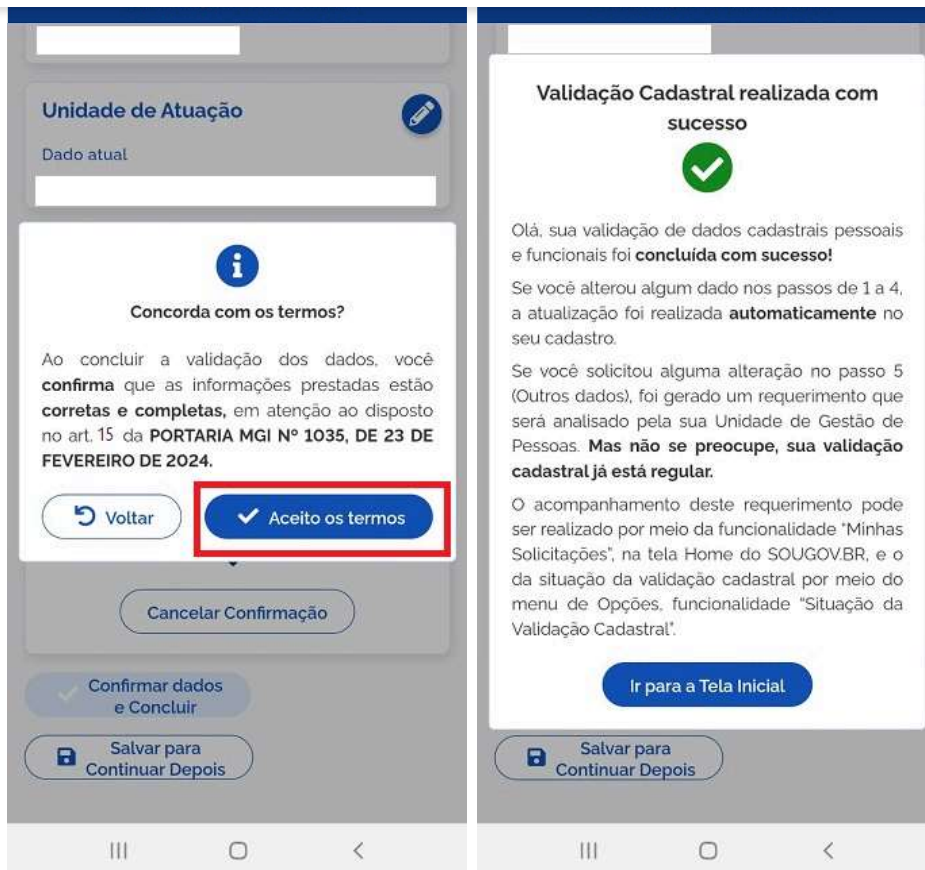 Unidade de Atuação
Dado atual
Concorda com os termos?
Ao concluir a validação dos dados, você
confirma que as informações prestadas estão
corretas e completas, em atenção ao disposto
no art. 15 da PORTARIA MGI Nº 1035, DE 23 DE
FEVEREIRO DE 2024.
Voltar
Aceito os termos
Cancelar Confirmação
Confirmar dados
e Concluir
Salvar para
Continuar Depois
Validação Cadastral realizada com
sucesso
Olá, sua validação de dados cadastrais pessoais
e funcionais foi concluída com sucesso!
Se você alterou algum dado nos passos de 1 a 4,
a atualização foi realizada automaticamente no
seu cadastro.
Se você solicitou alguma alteração no passo 5
(Outros dados), foi gerado um requerimento que
será analisado pela sua Unidade de Gestão de
Pessoas. Mas não se preocupe, sua validação
cadastral já está regular.
O acompanhamento deste requerimento pode
ser realizado por meio da funcionalidade "Minhas
Solicitações", na tela Home do SOUGOV.BR, e o
da situação da validação cadastral por meio do
menu de Opções, funcionalidade "Situação da
Validação Cadastral".
Ir para a Tela Inicial
Salvar para
Continuar Depois